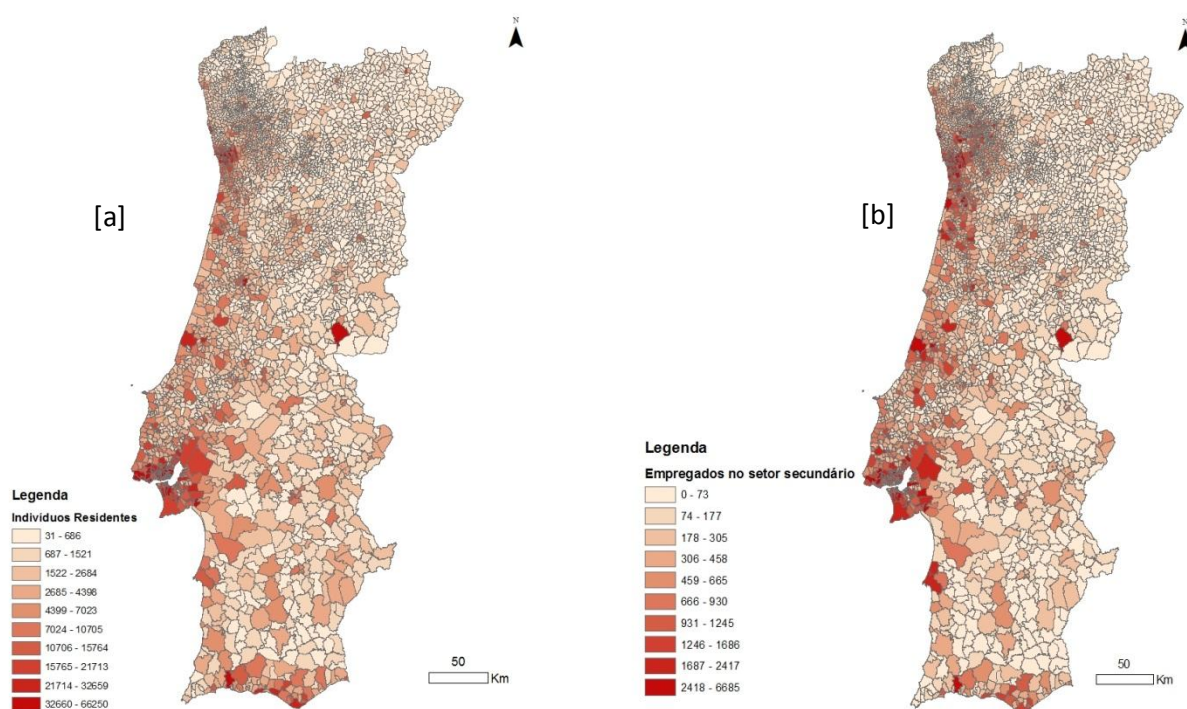 N
[a]
Legenda
Individuos Residentes
31 - 686
687 - 1521
1522 - 2684
2685 - 4398
4399 - 7023
7024 - 10705
10706 - 15764
15765 - 21713
21714 - 32659
32660 - 66250
50
Km
N
[b]
Legenda
Empregados no setor secundário
0 - 73
74 - 177
178 - 305
306 - 458
459 - 665
666 - 930
931 - 1245
1246 - 1686
1687 - 2417
2418 - 6685
50
Km